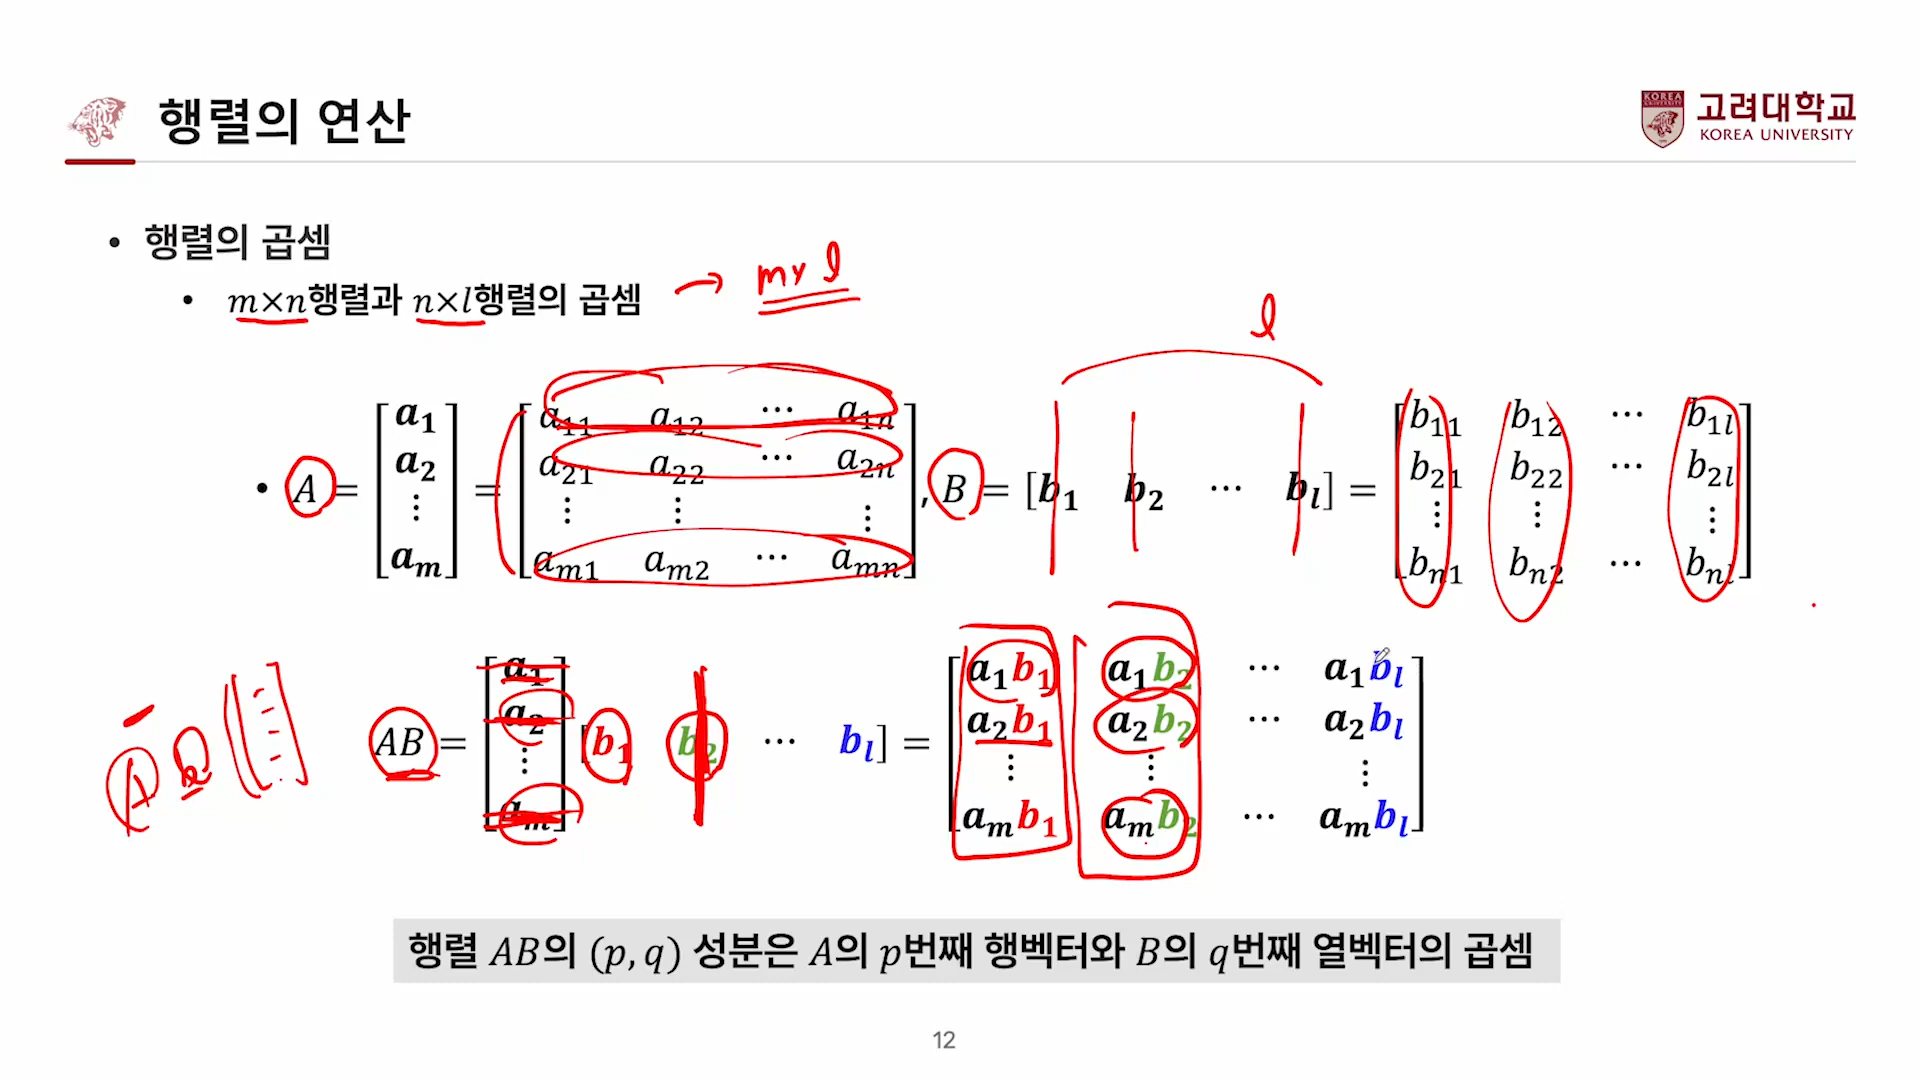 행렬의 연산
KOREA
UNIVERSITY
고려대학교
KOREA UNIVERSITY
• 행렬의 곱셈
• m×n행렬과 n×l행렬의 곱셈 → m×l
l
• A = [a₁ a₂ ⋮ aₘ] = [a₁₁ a₁₂ ⋯ a₁ₙ
a₂₁ a₂₂ ⋯ a₂ₙ
⋮ ⋮ ⋮
aₘ₁ aₘ₂ ⋯ aₘₙ], B = [b₁ b₂ ⋯ bₗ] = [b₁₁ b₁₂ ⋯ b₁ₗ
b₂₁ b₂₂ ⋯ b₂ₗ
⋮ ⋮ ⋮
bₙ₁ bₙ₂ ⋯ bₙₗ]
A
AB = [a₁ a₂ ⋮ aₘ] [b₁ b₂ ⋯ bₗ] = [a₁b₁ a₁b₂ ⋯ a₁bₗ
a₂b₁ a₂b₂ ⋯ a₂bₗ
⋮ ⋮ ⋮
aₘb₁ aₘb₂ ⋯ aₘbₗ]
행렬 AB의 (p, q) 성분은 A의 p번째 행벡터와 B의 q번째 열벡터의 곱셈
12